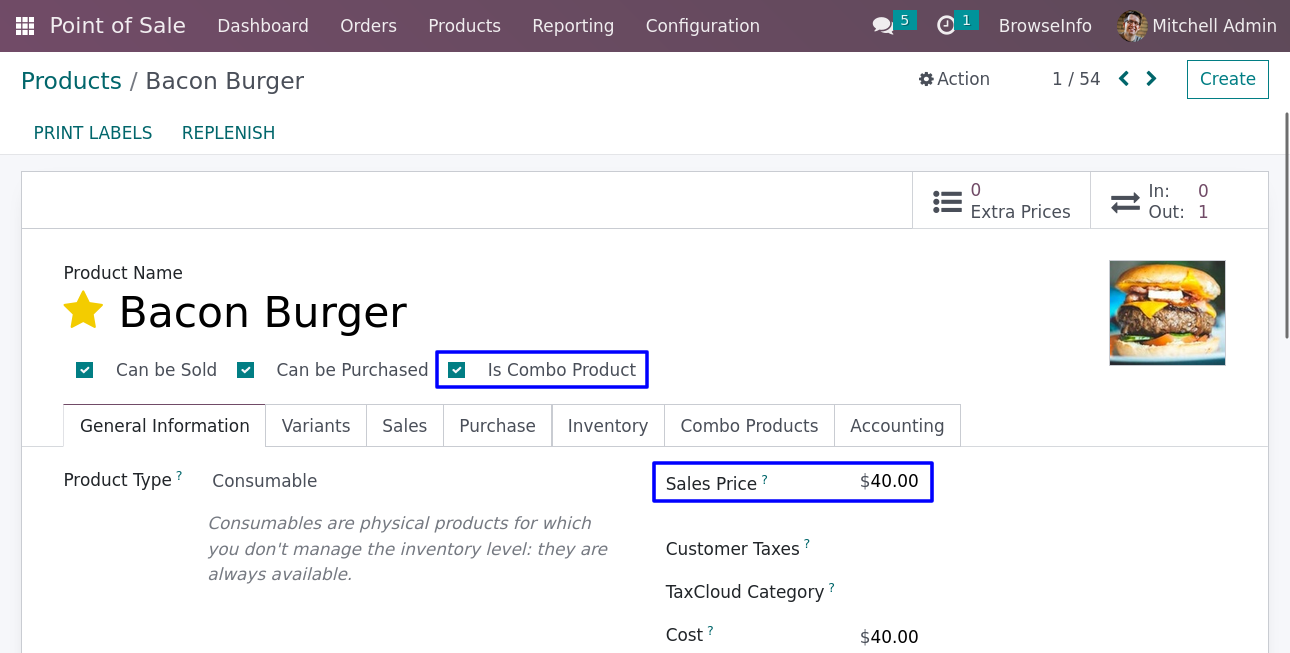 Point of Sale Dashboard Orders Products Reporting Configuration 5 1 BrowseInfo Mitchell Admin
Products / Bacon Burger Action 1 / 54 Create
PRINT LABELS REPLENISH
0
Extra Prices
In: 0
Out: 1
Product Name
Bacon Burger
Can be Sold Can be Purchased Is Combo Product
General Information Variants Sales Purchase Inventory Combo Products Accounting
Product Type ? Consumable
Consumables are physical products for which
you don't manage the inventory level: they are
always available.
Sales Price ? $40.00
Customer Taxes ?
TaxCloud Category ?
Cost ? $40.00